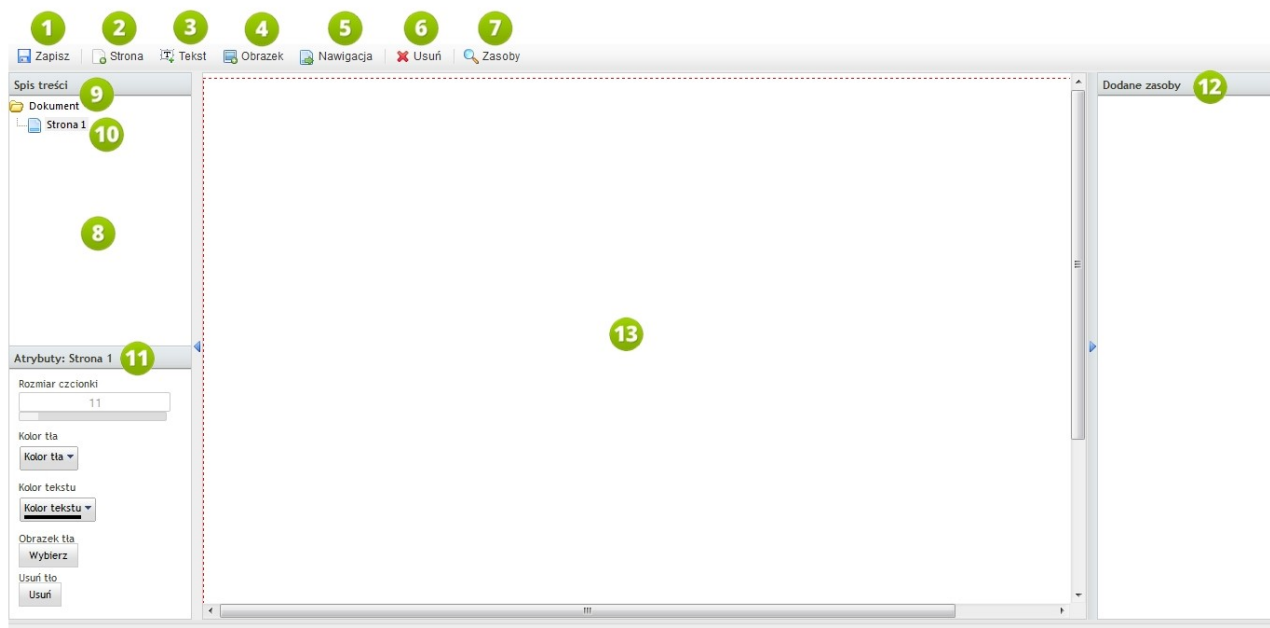 1 2 3 4 5 6 7
Zapisz Strona Tekst Obrazek Nawigacja Usuń Zasoby
Spis treści 9
Dokument
Strona 1 10
8
Atrybuty: Strona 1 11
Rozmiar czcionki
11
Kolor tła
Kolor tła
Kolor tekstu
Kolor tekstu
Obrazek tła
Wybierz
Usuń tło
Usuń
13
Dodane zasoby 12